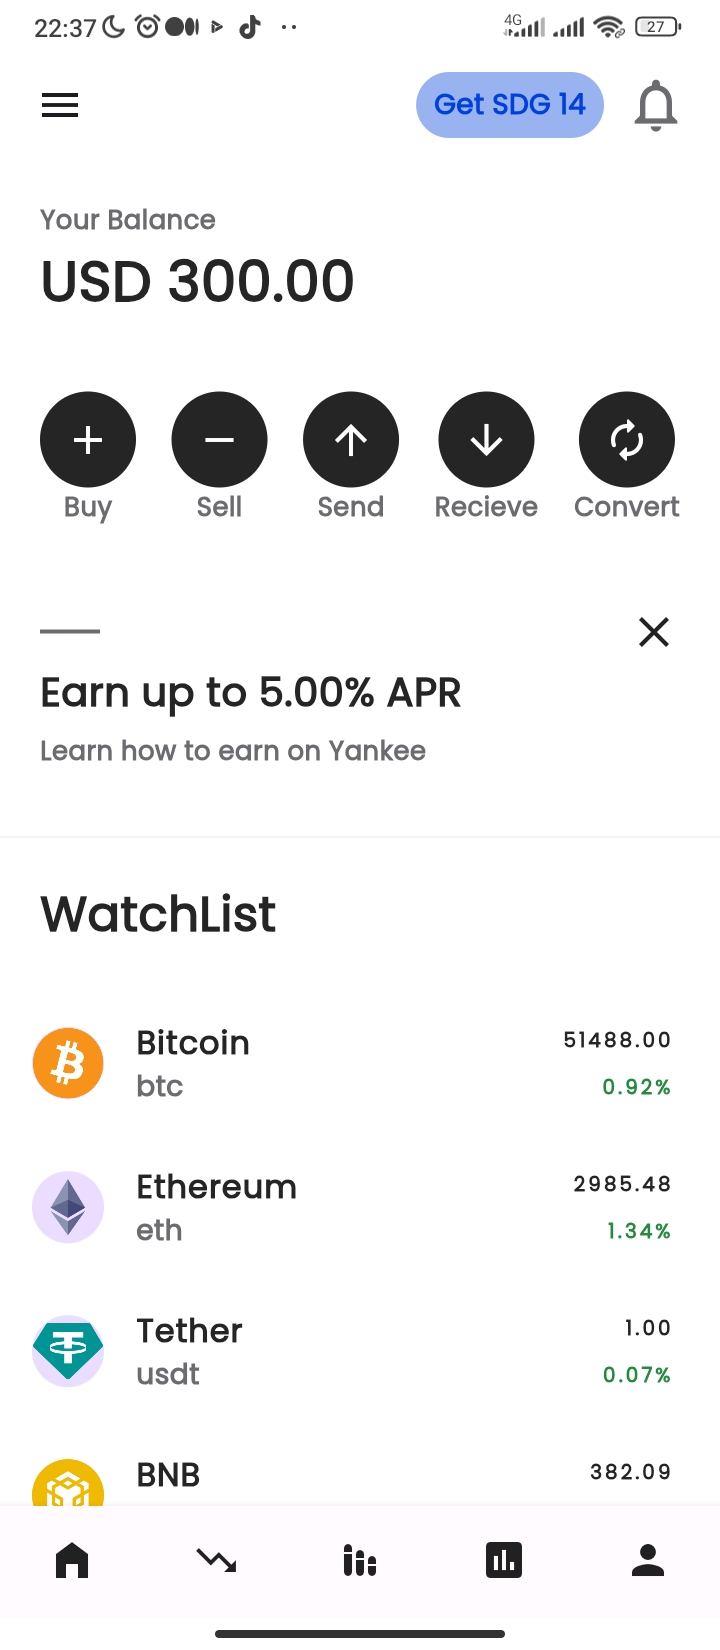 22:37
4G
27
Get SDG 14
Your Balance
USD 300.00
Buy Sell Send Recieve Convert
Earn up to 5.00% APR
Learn how to earn on Yankee
WatchList
Bitcoin 51488.00
btc 0.92%
Ethereum 2985.48
eth 1.34%
Tether 1.00
usdt 0.07%
BNB 382.09